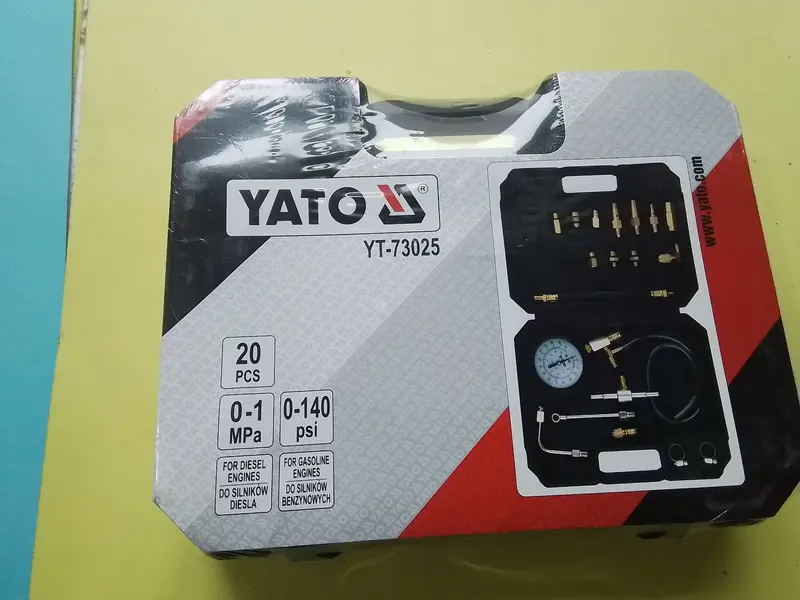 YATO ®
YT-73025
www.yato.com
20
PCS
0-1
MPa
0-140
psi
FOR DIESEL
ENGINES
DO SILNIKÓW
DIESLA
FOR GASOLINE
ENGINES
DO SILNIKÓW
BENZYNOWYCH